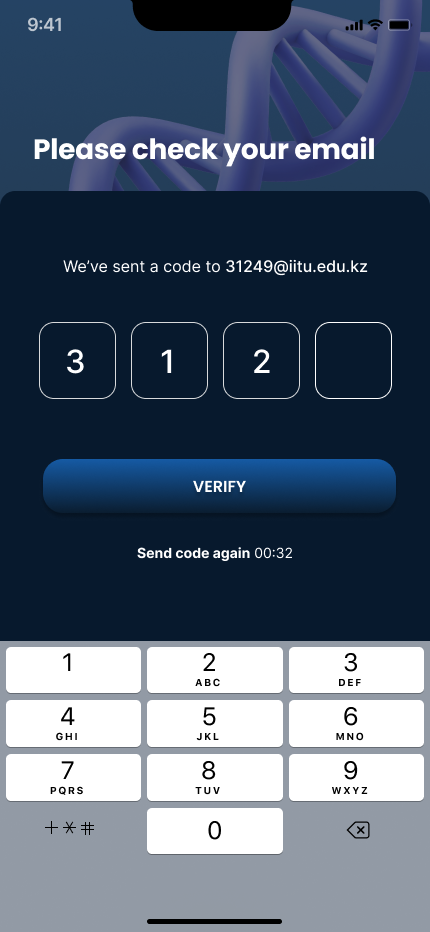 9:41
Please check your email
We’ve sent a code to 31249@iitu.edu.kz
3 1 2
VERIFY
Send code again 00:32
1 2 3
ABC DEF
4 5 6
GHI JKL MNO
7 8 9
PQRS TUV WXYZ
+*# 0